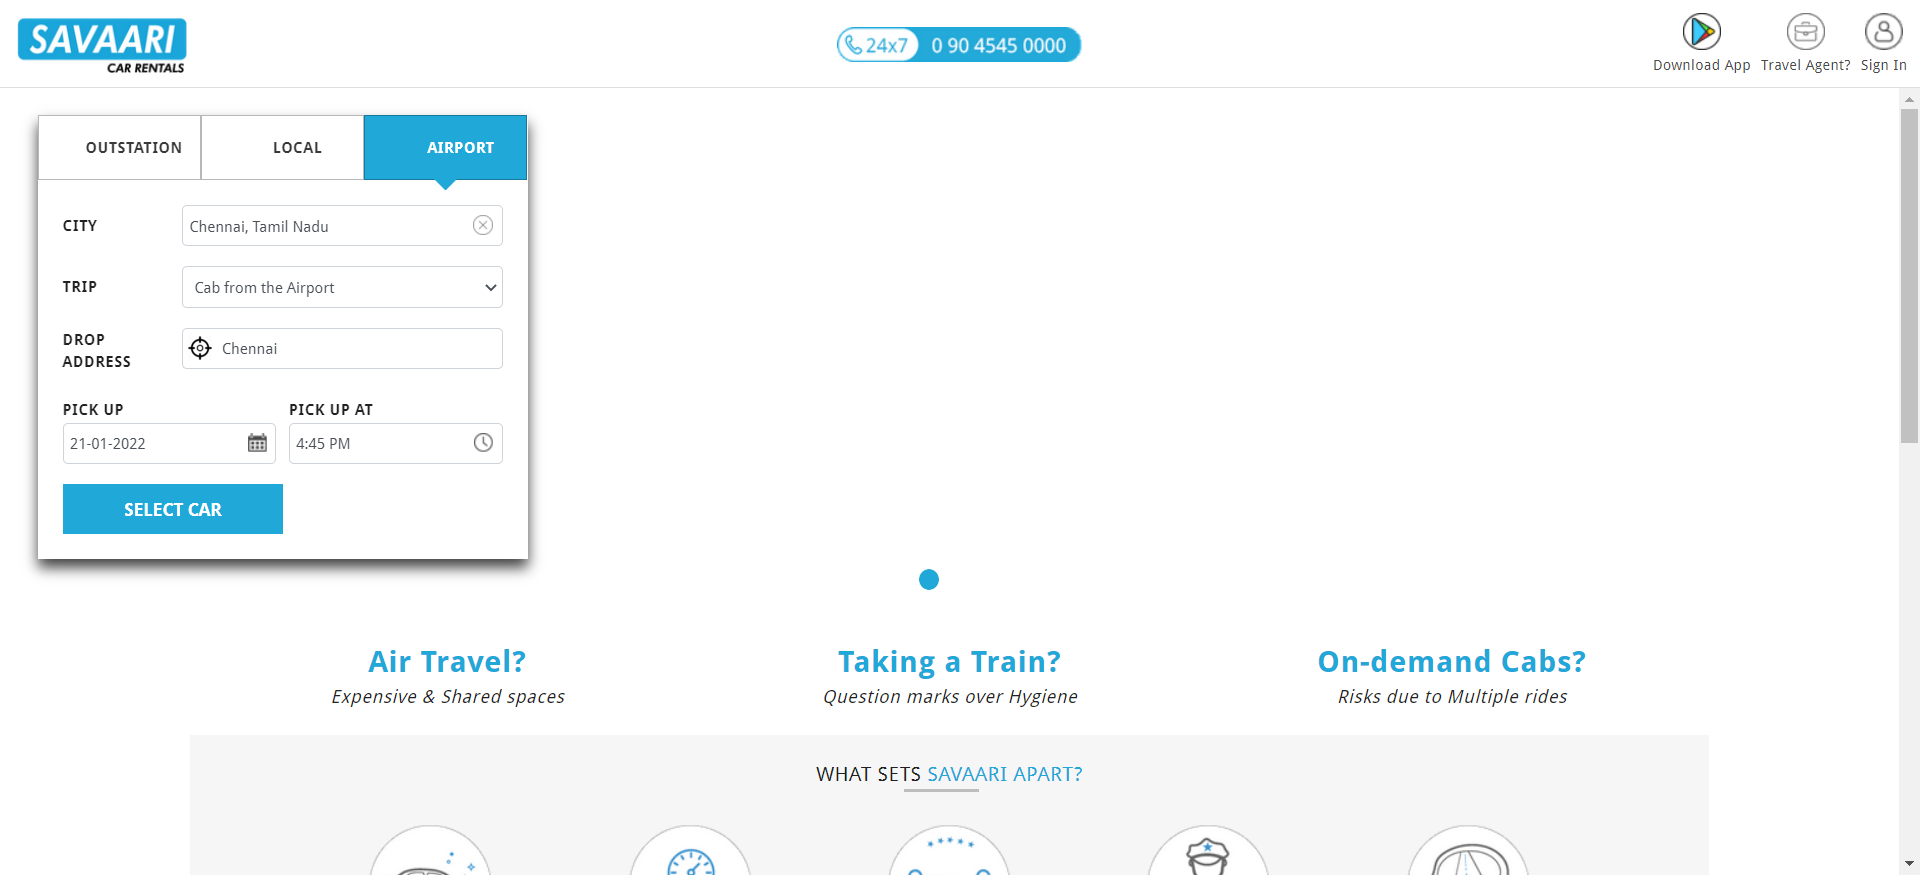 SAVAARI
CAR RENTALS
24x7 0 90 4545 0000
Download App
Travel Agent?
Sign In
OUTSTATION
LOCAL
AIRPORT
CITY
Chennai, Tamil Nadu
TRIP
Cab from the Airport
DROP
ADDRESS
Chennai
PICK UP
PICK UP AT
21-01-2022
4:45 PM
SELECT CAR
Air Travel?
Expensive & Shared spaces
Taking a Train?
Question marks over Hygiene
On-demand Cabs?
Risks due to Multiple rides
WHAT SETS SAVAARI APART?